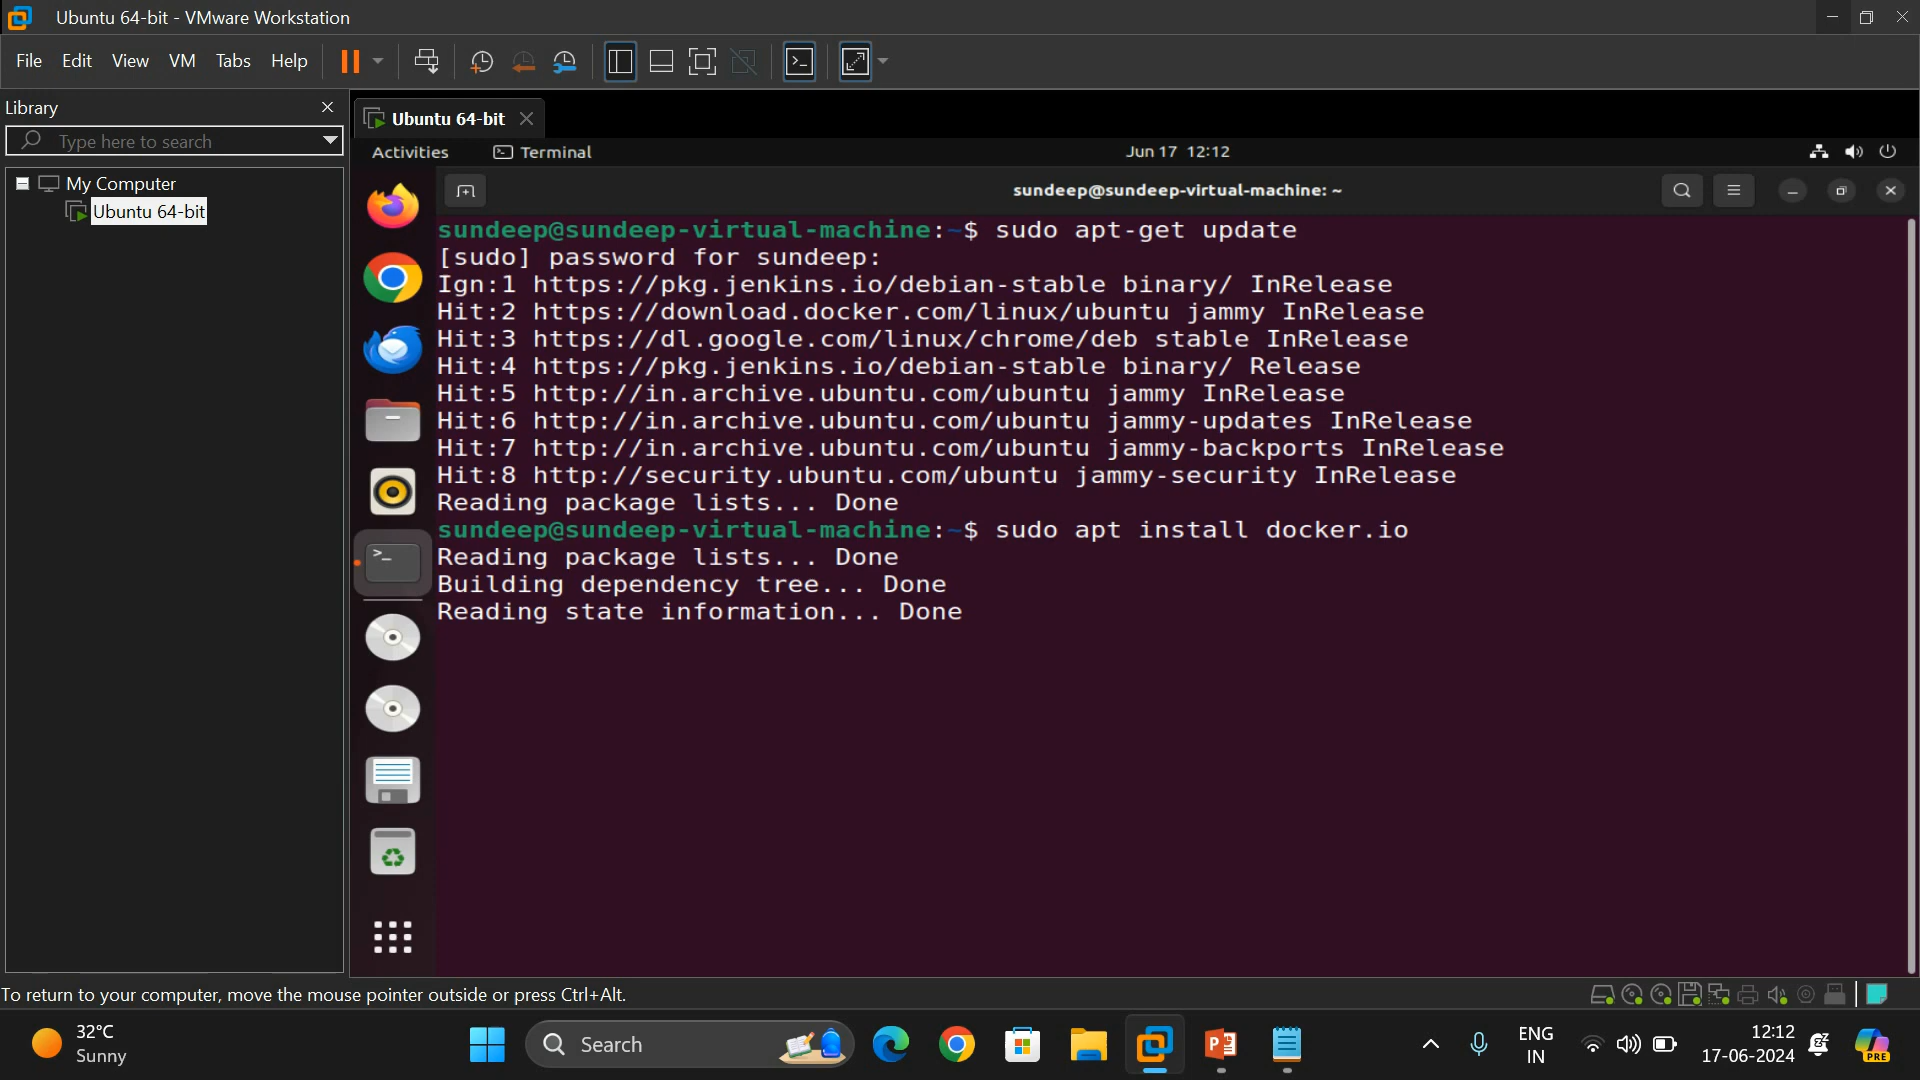 Ubuntu 64-bit - VMware Workstation
File Edit View VM Tabs Help
Library
Type here to search
My Computer
Ubuntu 64-bit
Ubuntu 64-bit
Activities Terminal Jun 17 12:12
sundeep@sundeep-virtual-machine: ~
sundeep@sundeep-virtual-machine:~$ sudo apt-get update
[sudo] password for sundeep:
Ign:1 https://pkg.jenkins.io/debian-stable binary/ InRelease
Hit:2 https://download.docker.com/linux/ubuntu jammy InRelease
Hit:3 https://dl.google.com/linux/chrome/deb stable InRelease
Hit:4 https://pkg.jenkins.io/debian-stable binary/ Release
Hit:5 http://in.archive.ubuntu.com/ubuntu jammy InRelease
Hit:6 http://in.archive.ubuntu.com/ubuntu jammy-updates InRelease
Hit:7 http://in.archive.ubuntu.com/ubuntu jammy-backports InRelease
Hit:8 http://security.ubuntu.com/ubuntu jammy-security InRelease
Reading package lists... Done
sundeep@sundeep-virtual-machine:~$ sudo apt install docker.io
Reading package lists... Done
Building dependency tree... Done
Reading state information... Done
To return to your computer, move the mouse pointer outside or press Ctrl+Alt.
32°C
Sunny
Search
ENG
IN
12:12
17-06-2024
PRE